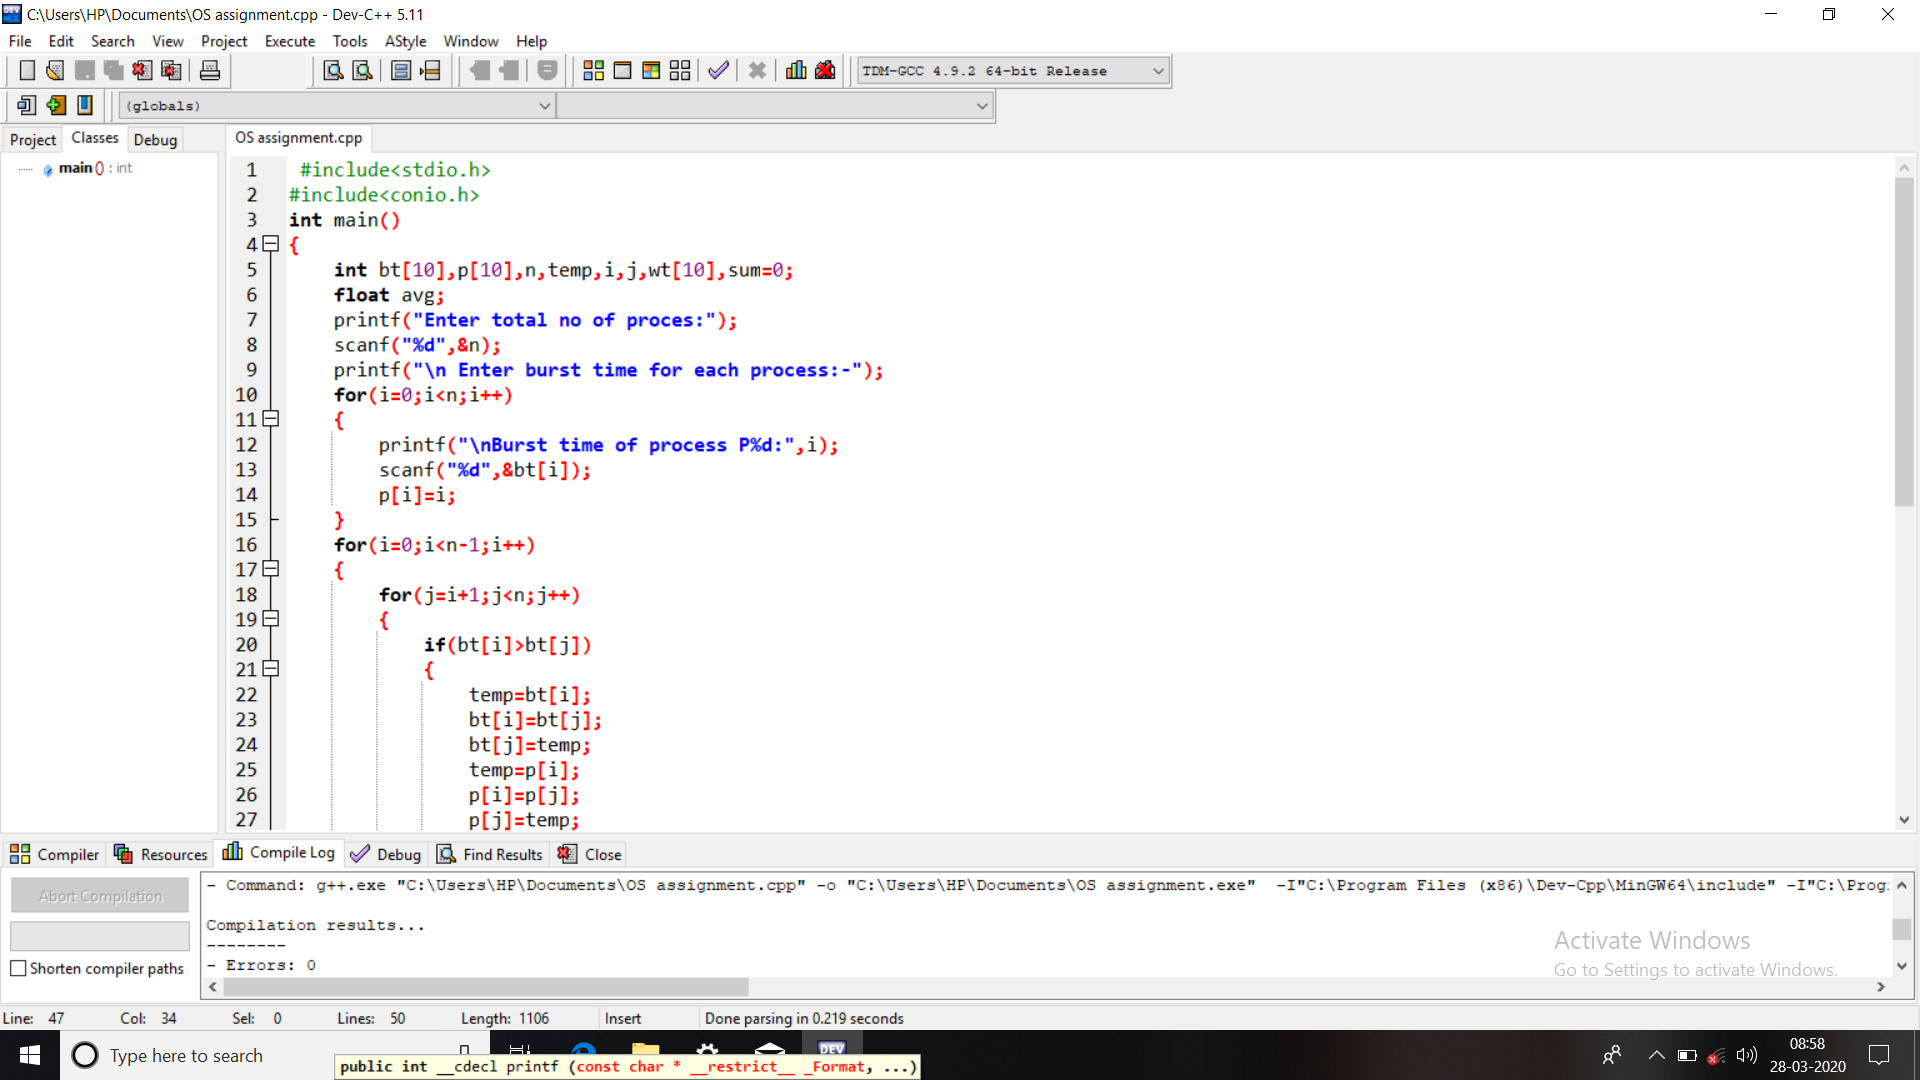 C:\Users\HP\Documents\OS assignment.cpp - Dev-C++ 5.11
File Edit Search View Project Execute Tools AStyle Window Help
TDM-GCC 4.9.2 64-bit Release
(globals)
Project Classes Debug
OS assignment.cpp
main () : int
1 #include<stdio.h>
2 #include<conio.h>
3 int main()
4 {
5 int bt[10],p[10],n,temp,i,j,wt[10],sum=0;
6 float avg;
7 printf("Enter total no of proces:");
8 scanf("%d",&n);
9 printf("\n Enter burst time for each process:-");
10 for(i=0;i<n;i++)
11 {
12 printf("\nBurst time of process P%d:",i);
13 scanf("%d",&bt[i]);
14 p[i]=i;
15 }
16 for(i=0;i<n-1;i++)
17 {
18 for(j=i+1;j<n;j++)
19 {
20 if(bt[i]>bt[j])
21 {
22 temp=bt[i];
23 bt[i]=bt[j];
24 bt[j]=temp;
25 temp=p[i];
26 p[i]=p[j];
27 p[j]=temp;
Compiler Resources Compile Log Debug Find Results Close
Abort Compilation
Shorten compiler paths
- Command: g++.exe "C:\Users\HP\Documents\OS assignment.cpp" -o "C:\Users\HP\Documents\OS assignment.exe" -I"C:\Program Files (x86)\Dev-Cpp\MinGW64\include" -I"C:\Prog
Compilation results...
--------
- Errors: 0
Activate Windows
Go to Settings to activate Windows.
Line: 47 Col: 34 Sel: 0 Lines: 50 Length: 1106 Insert Done parsing in 0.219 seconds
Type here to search
DEV
public int __cdecl printf (const char * __restrict__ _Format, ...)
08:58
28-03-2020